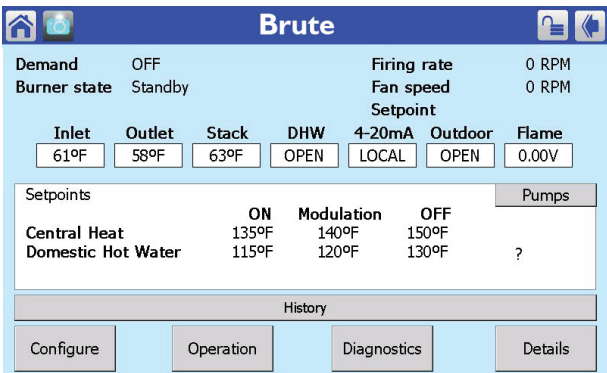 Brute
Demand OFF Firing rate 0 RPM
Burner state Standby Fan speed 0 RPM
Setpoint
Inlet Outlet Stack DHW 4-20mA Outdoor Flame
61ºF 58ºF 63ºF OPEN LOCAL OPEN 0.00V
Setpoints Pumps
ON Modulation OFF
Central Heat 135ºF 140ºF 150ºF
Domestic Hot Water 115ºF 120ºF 130ºF ?
History
Configure Operation Diagnostics Details